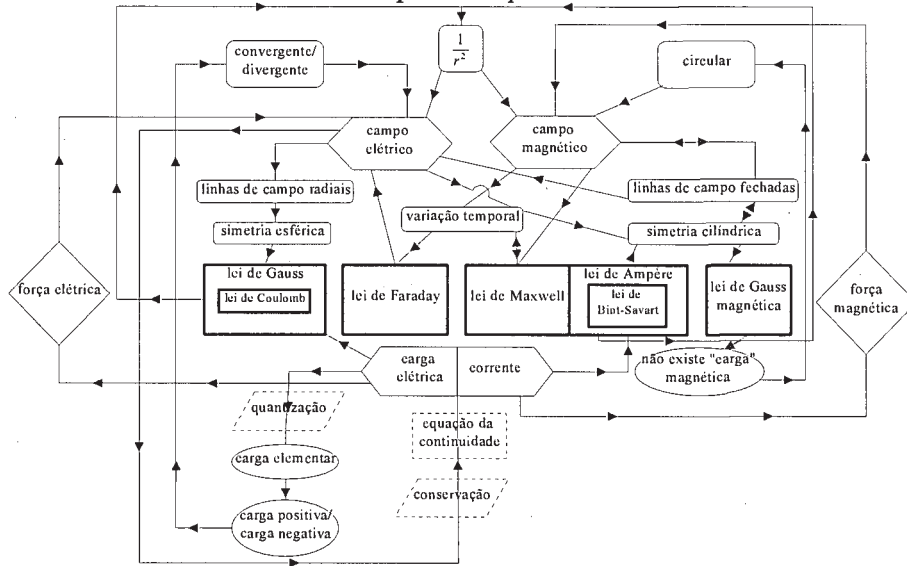 1
r²
convergente/
divergente
circular
campo
elétrico
campo
magnético
linhas de campo radiais
linhas de campo fechadas
variação temporal
simetria esférica
simetria cilíndrica
força elétrica
lei de Gauss
lei de Coulomb
lei de Faraday
lei de Maxwell
lei de Ampére
lei de
Biot-Savart
lei de Gauss
magnética
força
magnética
carga
elétrica
corrente
não existe "carga"
magnética
quantização
equação da
continuidade
carga elementar
conservação
carga positiva/
carga negativa